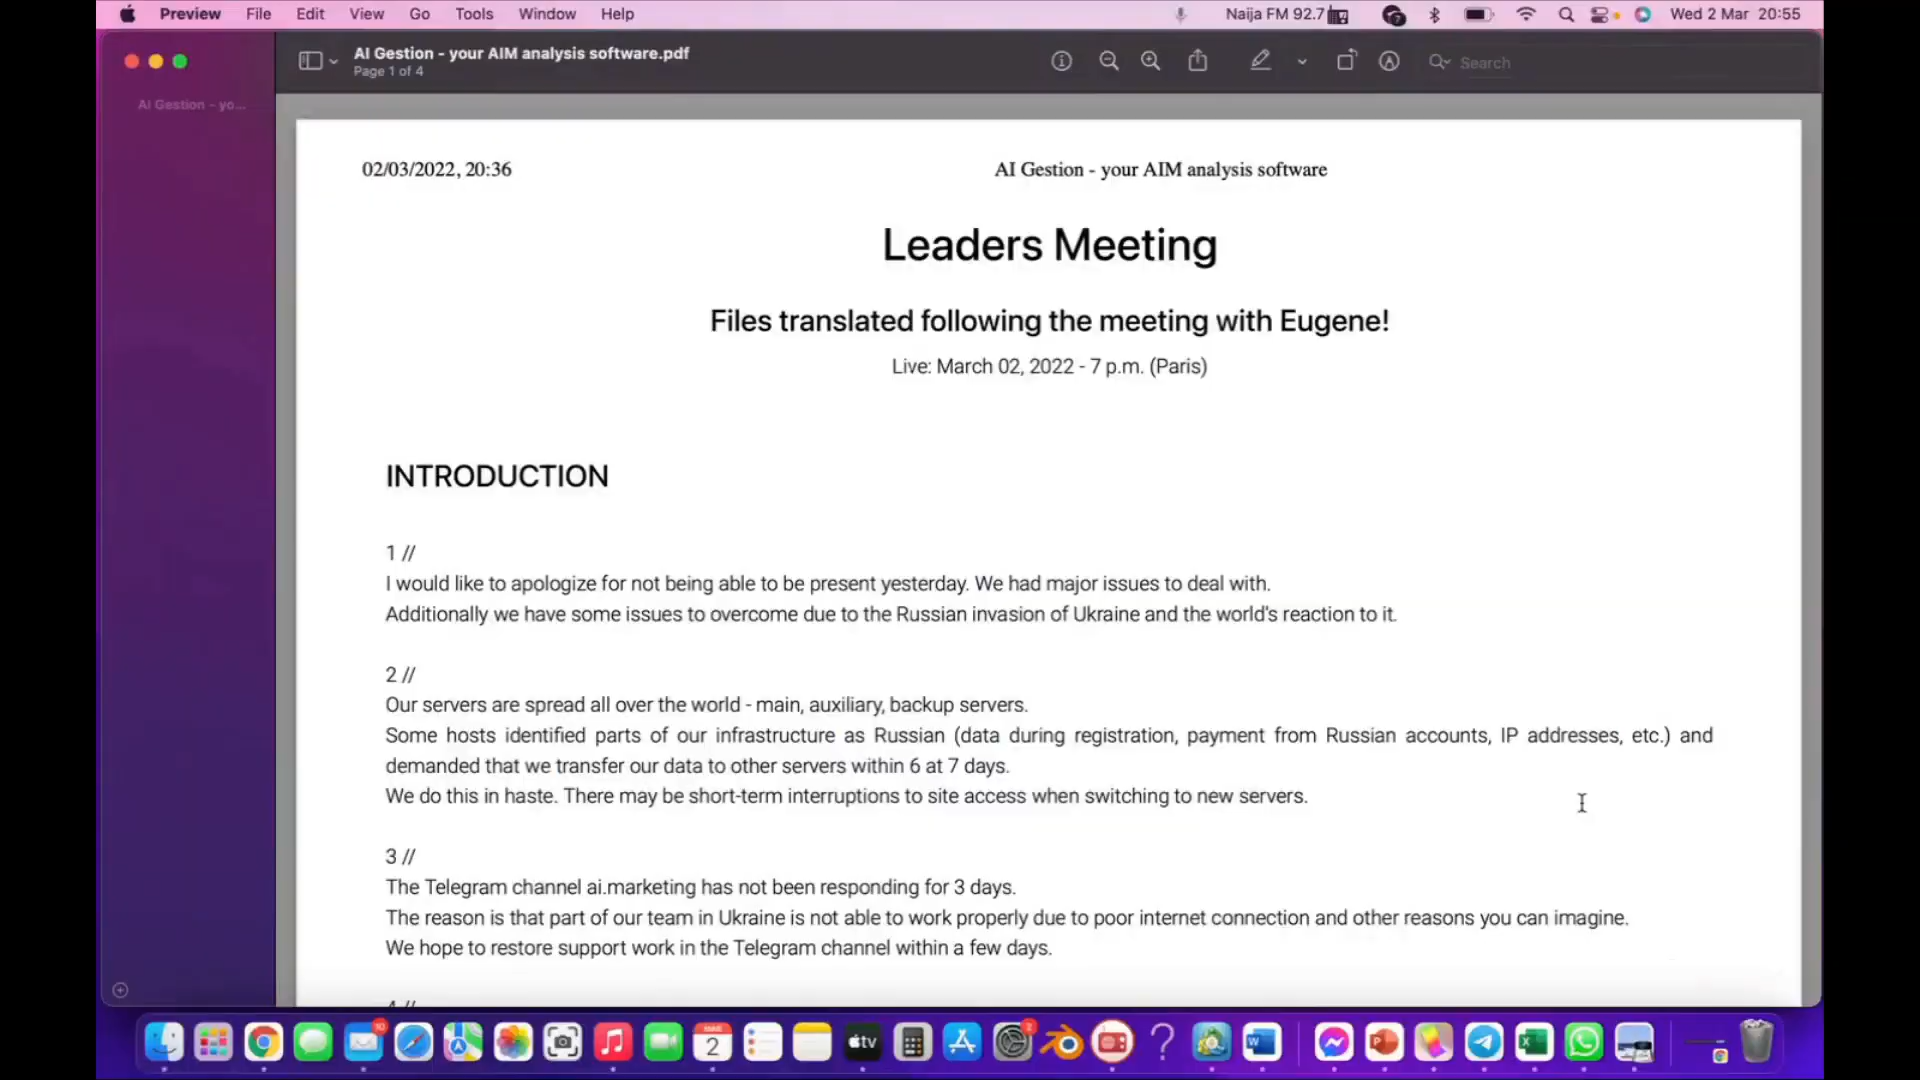 Preview File Edit View Go Tools Window Help Naija FM 92.7 Wed 2 Mar 20:55
AI Gestion - your AIM analysis software.pdf
Page 1 of 4
Search
AI Gestion - yo...
02/03/2022, 20:36 AI Gestion - your AIM analysis software
Leaders Meeting
Files translated following the meeting with Eugene!
Live: March 02, 2022 - 7 p.m. (Paris)
INTRODUCTION
1 //
I would like to apologize for not being able to be present yesterday. We had major issues to deal with.
Additionally we have some issues to overcome due to the Russian invasion of Ukraine and the world's reaction to it.
2 //
Our servers are spread all over the world - main, auxiliary, backup servers.
Some hosts identified parts of our infrastructure as Russian (data during registration, payment from Russian accounts, IP addresses, etc.) and
demanded that we transfer our data to other servers within 6 at 7 days.
We do this in haste. There may be short-term interruptions to site access when switching to new servers.
3 //
The Telegram channel ai.marketing has not been responding for 3 days.
The reason is that part of our team in Ukraine is not able to work properly due to poor internet connection and other reasons you can imagine.
We hope to restore support work in the Telegram channel within a few days.
4 //
10 MAR 2 tv 2 ? W P X